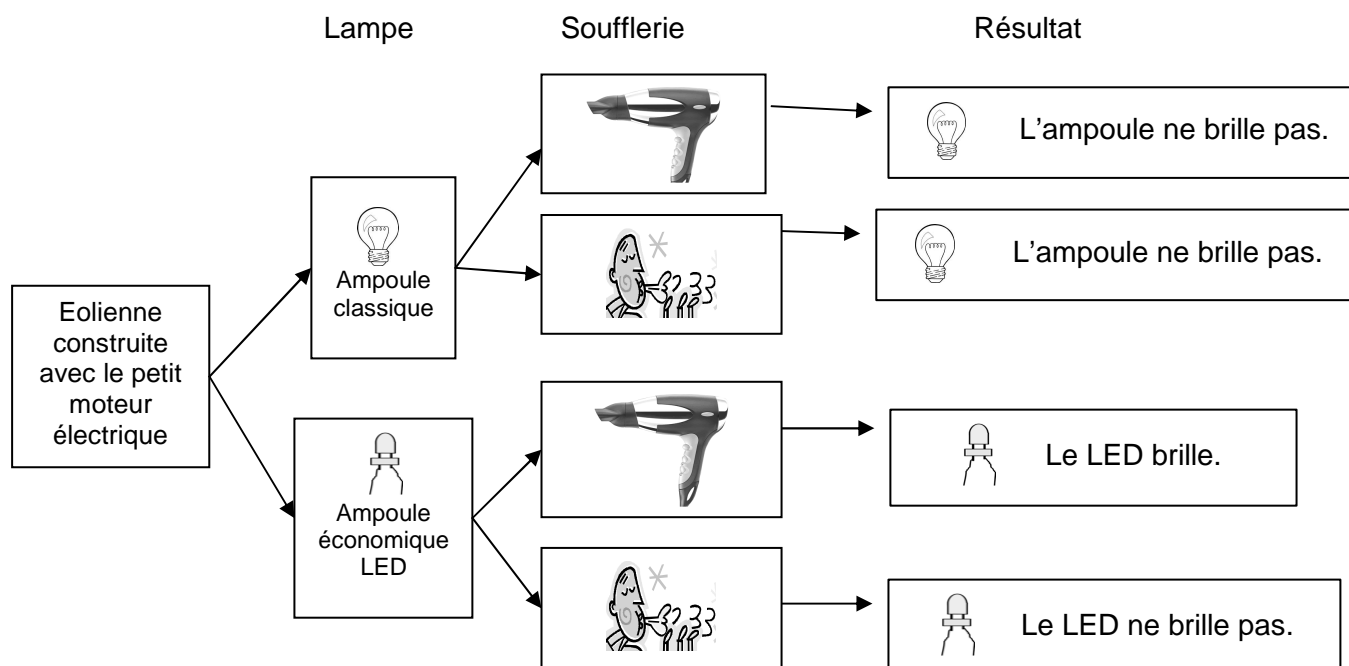 Lampe
Soufflerie
Résultat
L'ampoule ne brille pas.
L'ampoule ne brille pas.
Ampoule
classique
Eolienne
construite
avec le petit
moteur
électrique
Le LED brille.
Ampoule
économique
LED
Le LED ne brille pas.